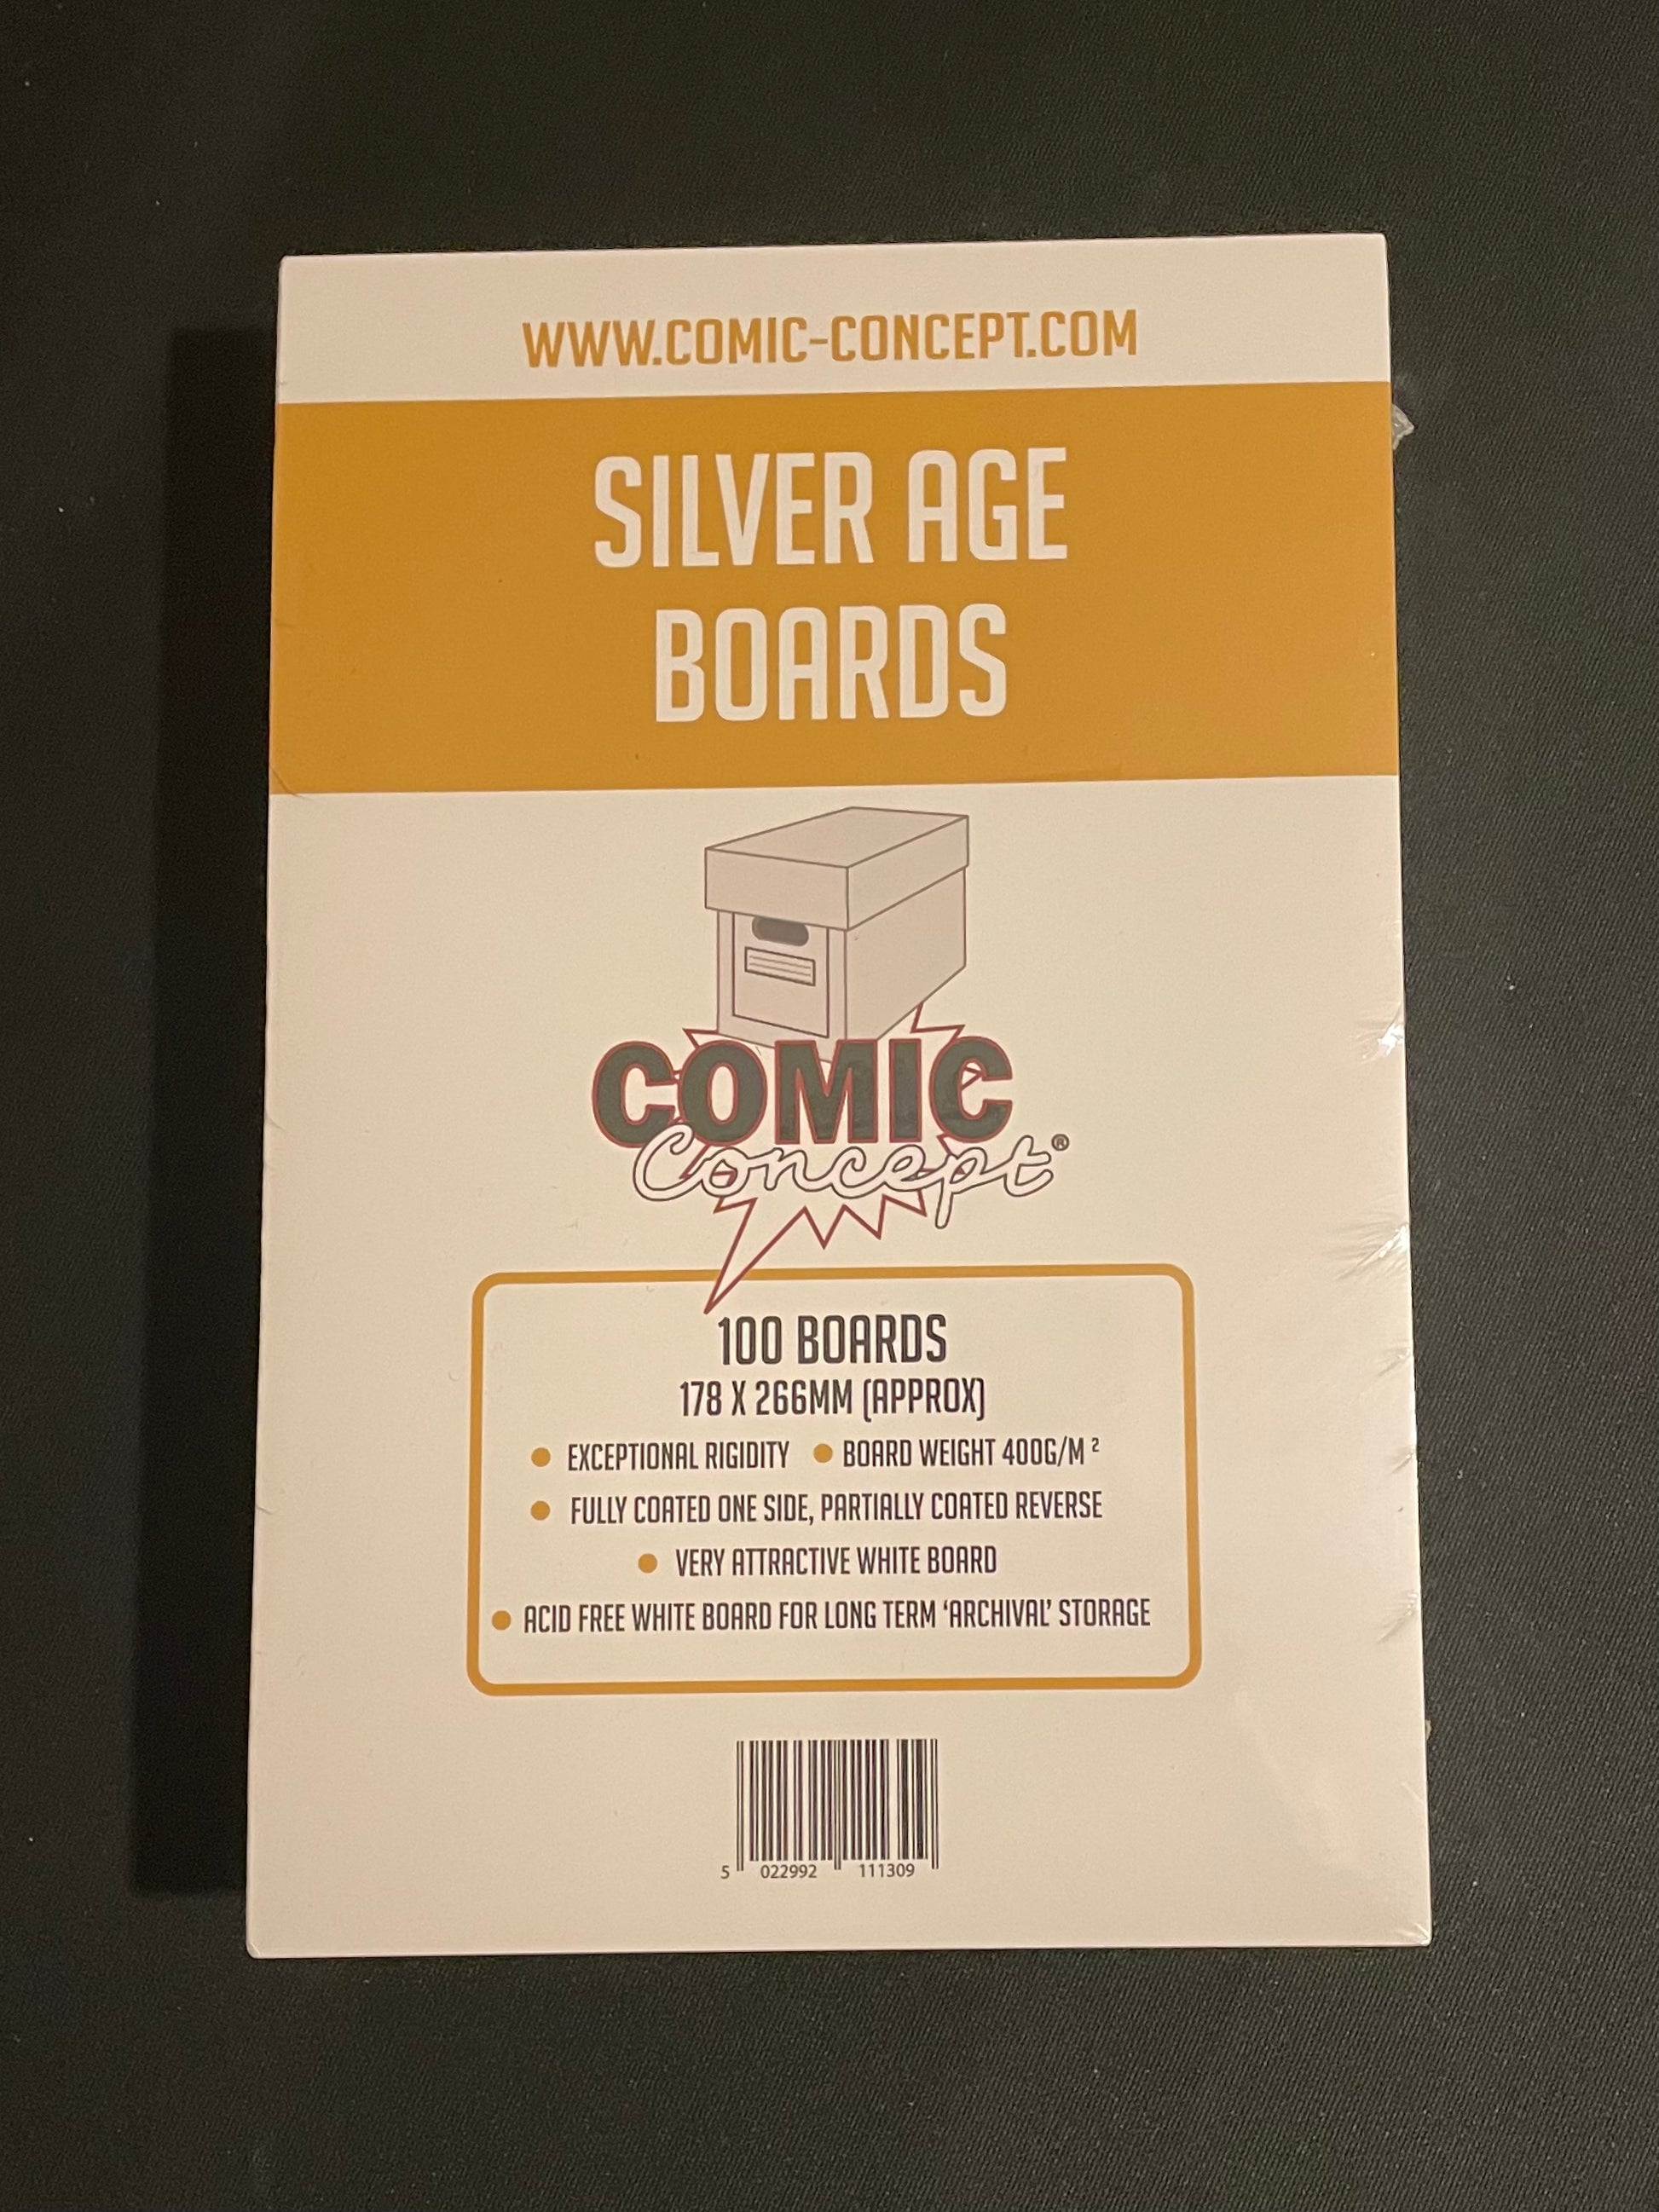 WWW.COMIC-CONCEPT.COM
SILVER AGE
BOARDS
COMIC
Concept®
100 BOARDS
178 X 266MM (APPROX)
• EXCEPTIONAL RIGIDITY • BOARD WEIGHT 400G/M²
• FULLY COATED ONE SIDE, PARTIALLY COATED REVERSE
• VERY ATTRACTIVE WHITE BOARD
• ACID FREE WHITE BOARD FOR LONG TERM ‘ARCHIVAL’ STORAGE
5 022992 111309